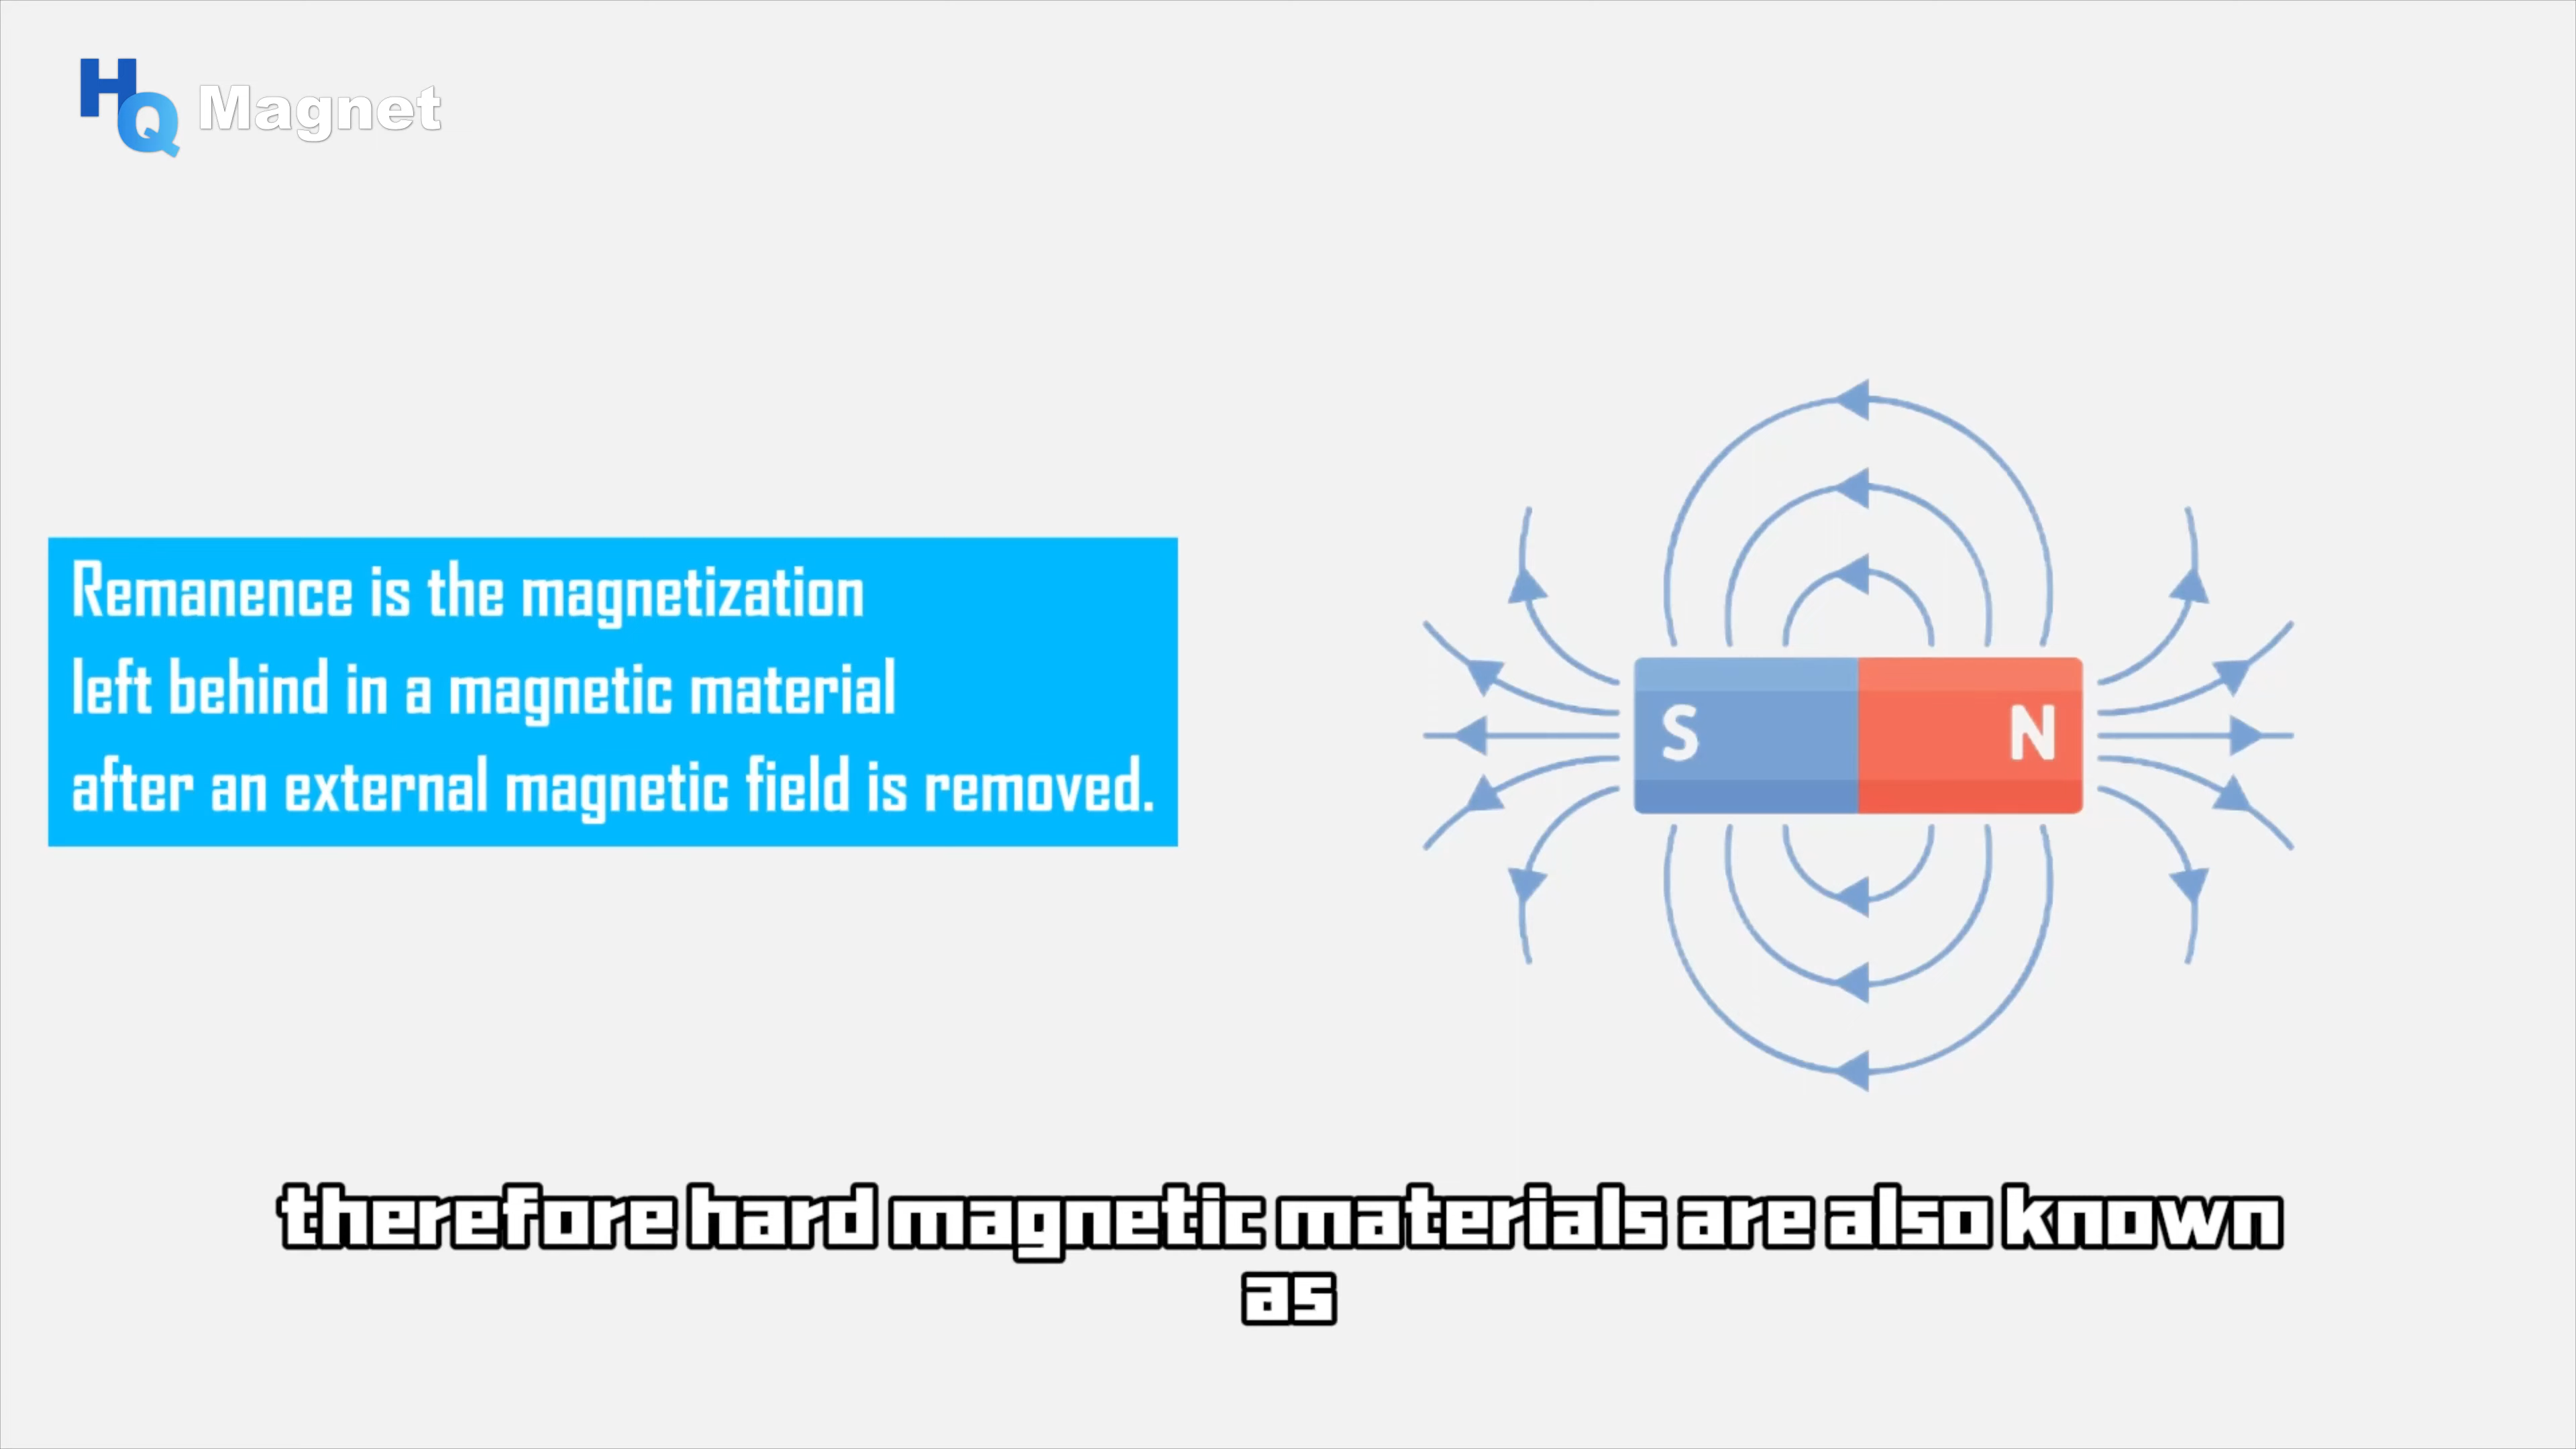 HQ Magnet
Remanence is the magnetization
left behind in a magnetic material
after an external magnetic field is removed.
S N
therefore hard magnetic materials are also known
as